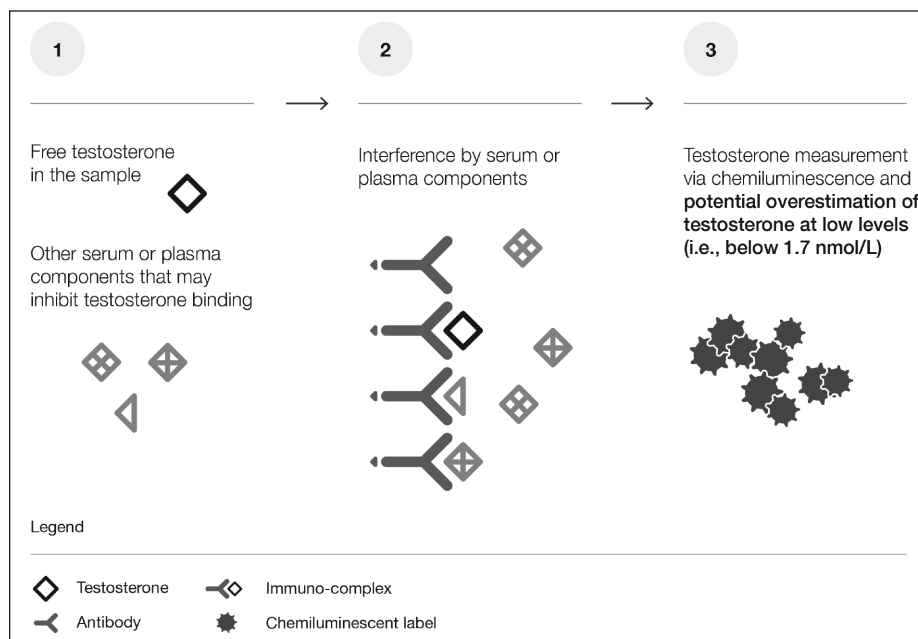 1
2
3
Free testosterone
in the sample
Other serum or plasma
components that may
inhibit testosterone binding
Interference by serum or
plasma components
Testosterone measurement
via chemiluminescence and
potential overestimation of
testosterone at low levels
(i.e., below 1.7 nmol/L)
Legend
Testosterone
Immuno-complex
Antibody
Chemiluminescent label